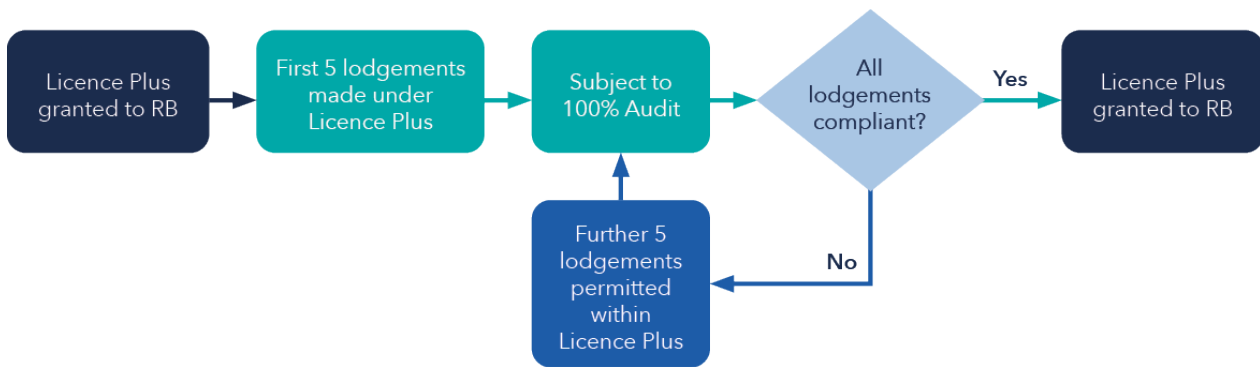 Licence Plus
granted to RB
First 5 lodgements
made under
Licence Plus
Subject to
100% Audit
All
lodgements
compliant?
Yes
Licence Plus
granted to RB
No
Further 5
lodgements
permitted
within
Licence Plus